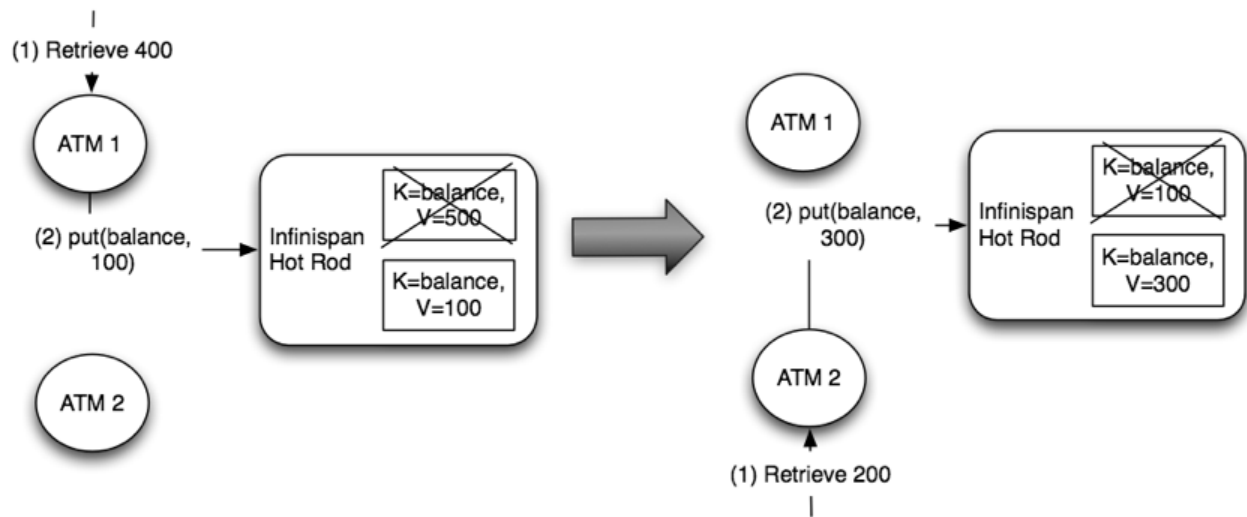 (1) Retrieve 400
ATM 1
(2) put(balance,
100)
Infinispan
Hot Rod
K=balance,
V=500
K=balance,
V=100
ATM 2
ATM 1
(2) put(balance,
300)
Infinispan
Hot Rod
K=balance,
V=100
K=balance,
V=300
ATM 2
(1) Retrieve 200